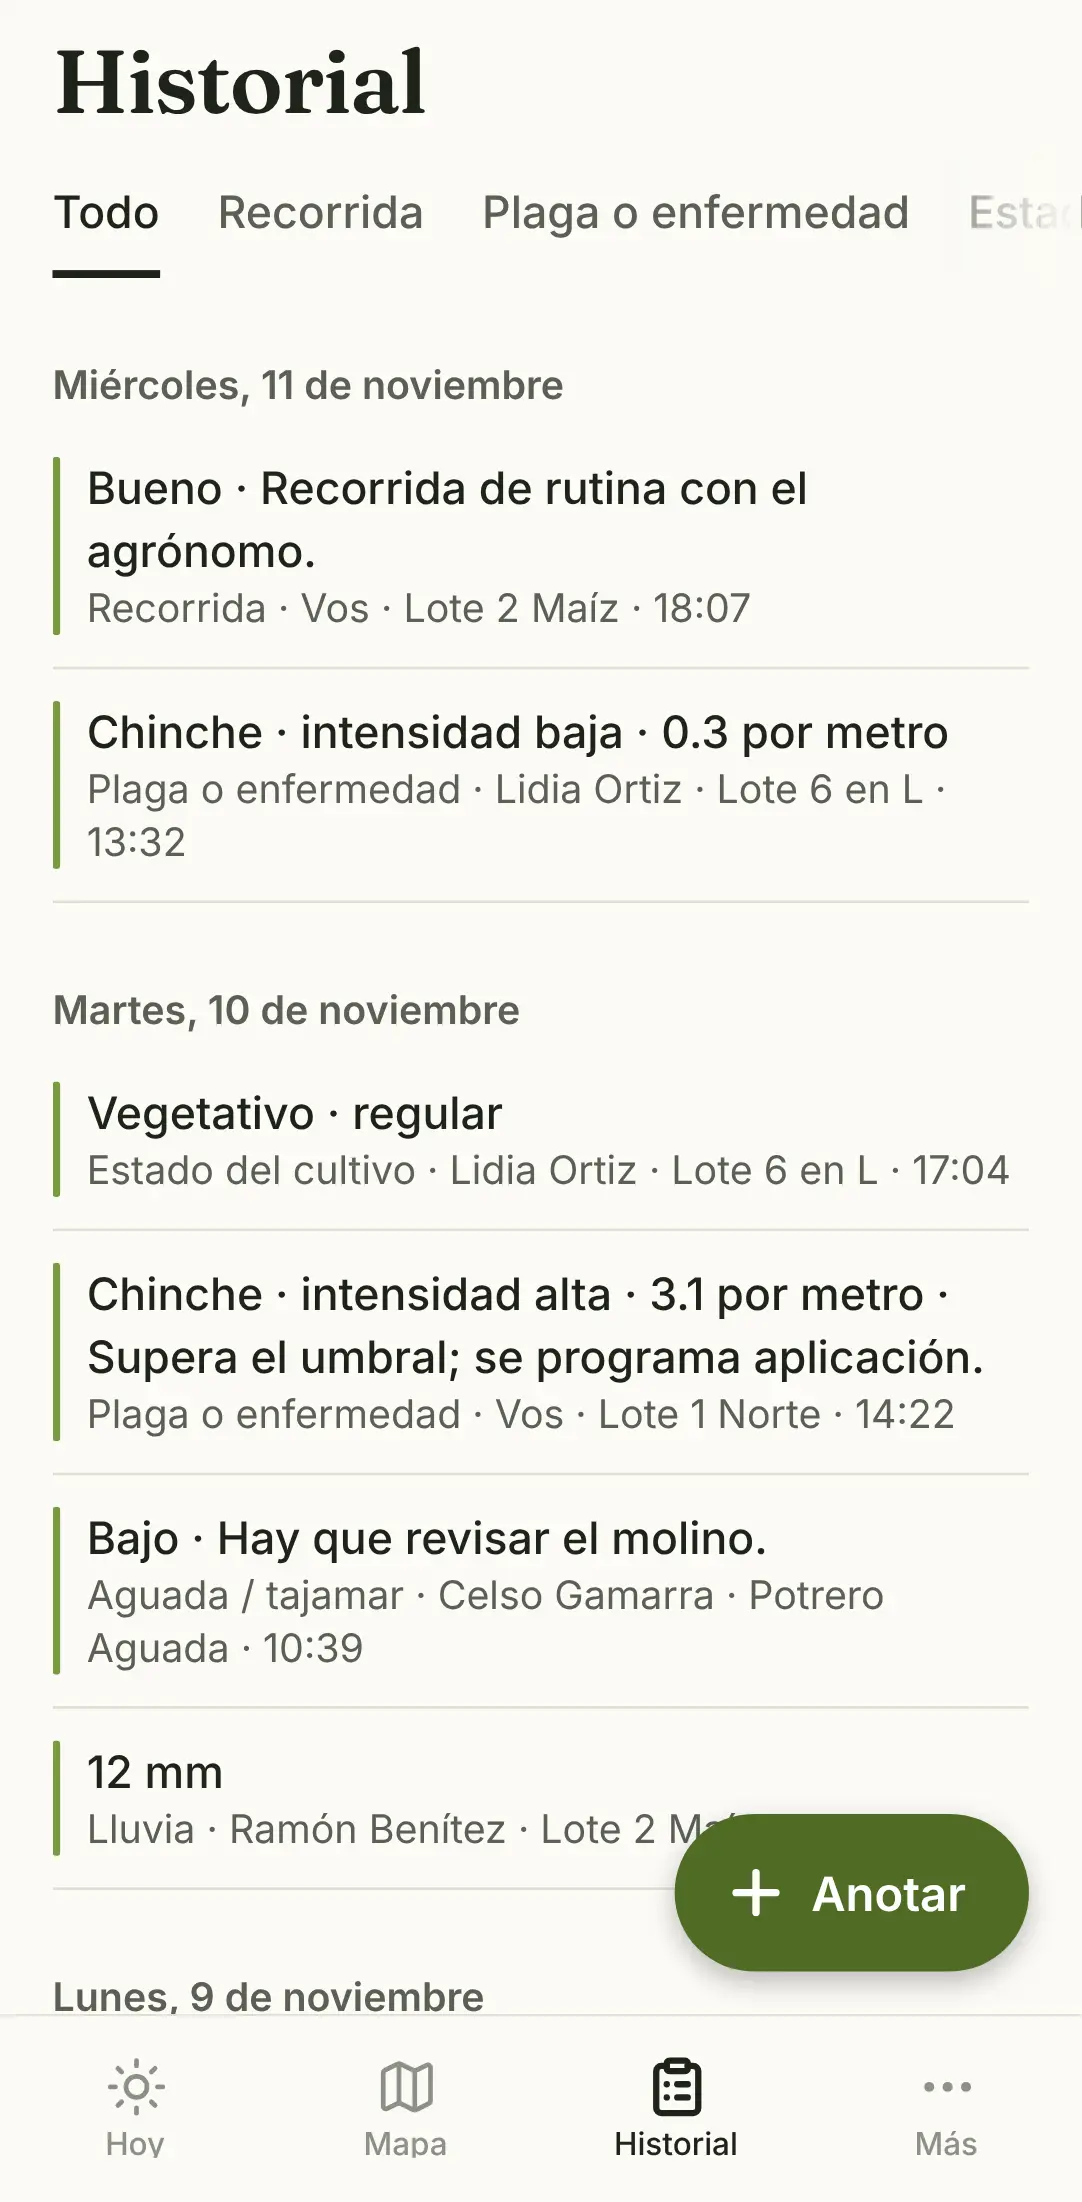 Historial
Todo Recorrida Plaga o enfermedad
Miércoles, 11 de noviembre
Bueno · Recorrida de rutina con el
agrónomo.
Recorrida · Vos · Lote 2 Maíz · 18:07
Chinche · intensidad baja · 0.3 por metro
Plaga o enfermedad · Lidia Ortiz · Lote 6 en L ·
13:32
Martes, 10 de noviembre
Vegetativo · regular
Estado del cultivo · Lidia Ortiz · Lote 6 en L · 17:04
Chinche · intensidad alta · 3.1 por metro ·
Supera el umbral; se programa aplicación.
Plaga o enfermedad · Vos · Lote 1 Norte · 14:22
Bajo · Hay que revisar el molino.
Aguada / tajamar · Celso Gamarra · Potrero
Aguada · 10:39
12 mm
Lluvia · Ramón Benítez · Lote 2
Anotar
Lunes, 9 de noviembre
Hoy Mapa Historial Más